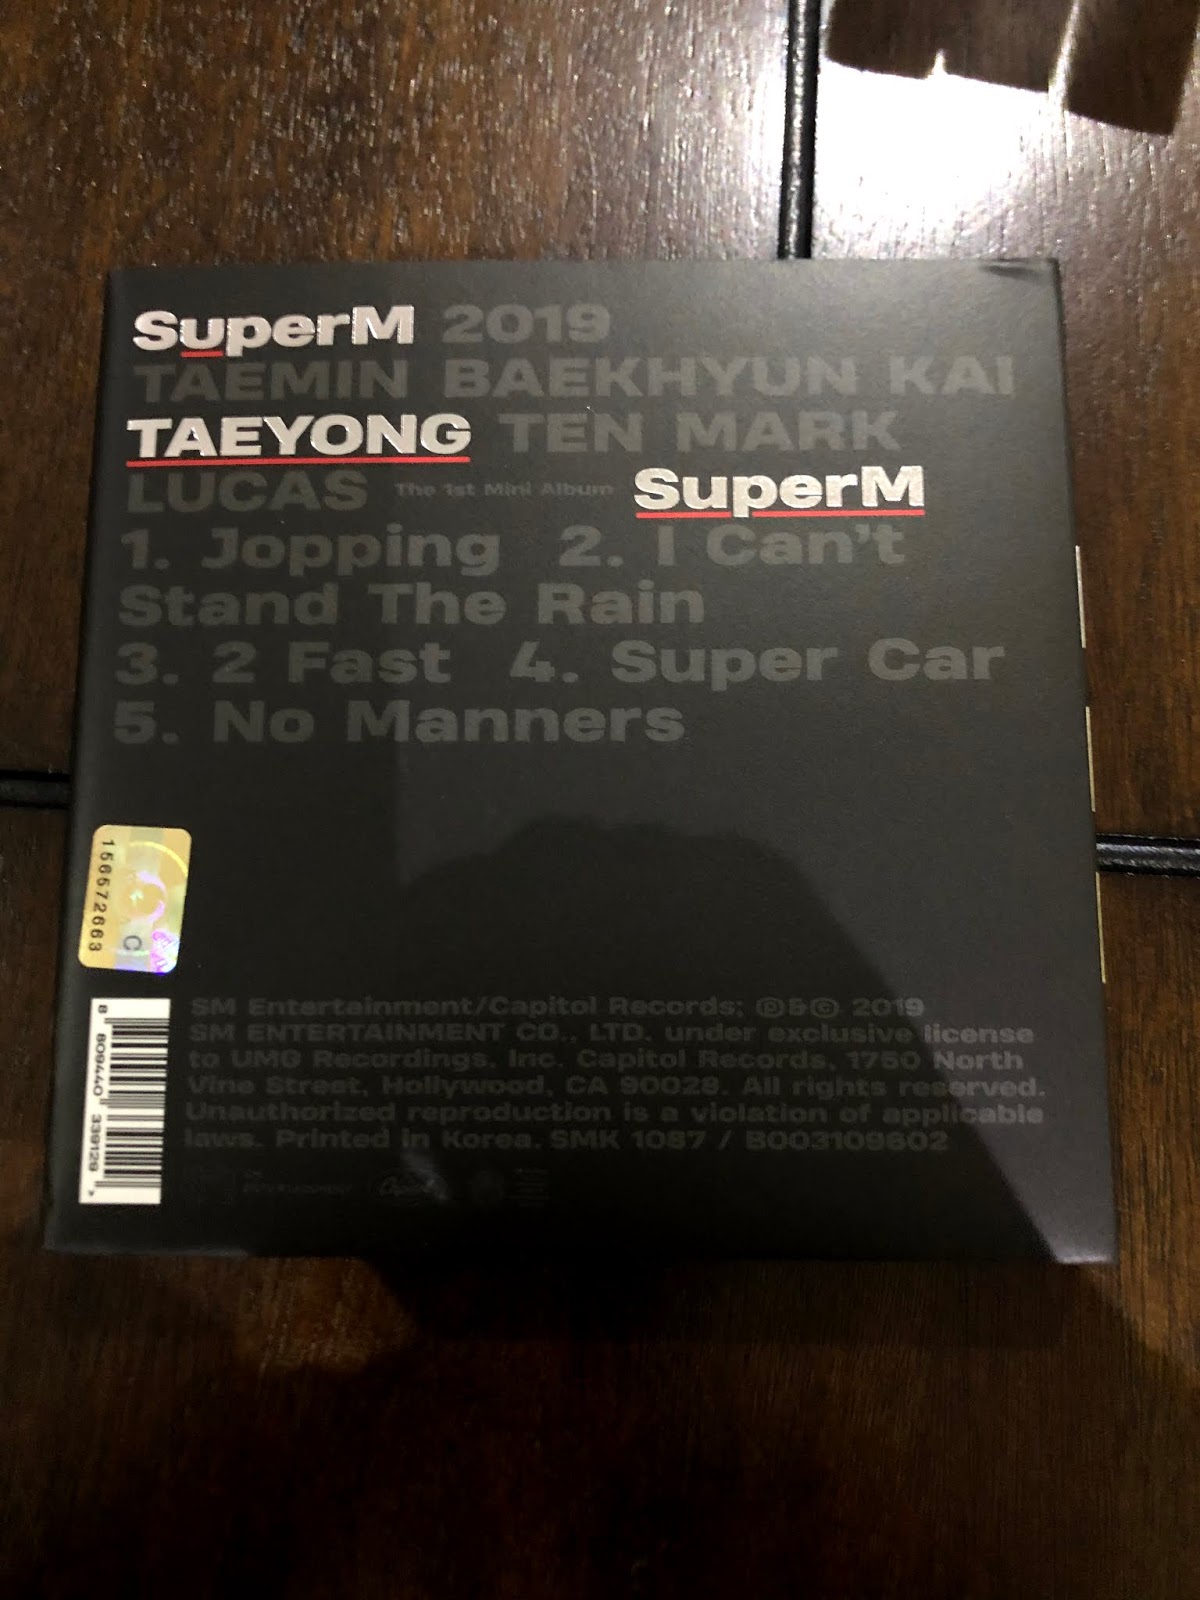 SuperM 2019
TAEMIN BAEKHYUN KAI
TAEYONG TEN MARK
LUCAS The 1st Mini Album SuperM
1. Jopping 2. I Can't
Stand The Rain
3. 2 Fast 4. Super Car
5. No Manners
156572663
C
8 809440 339129 >
SM Entertainment/Capitol Records; ℗&© 2019
SM ENTERTAINMENT CO., LTD. under exclusive license
to UMG Recordings, Inc. Capitol Records, 1750 North
Vine Street, Hollywood, CA 90028. All rights reserved.
Unauthorized reproduction is a violation of applicable
laws. Printed in Korea. SMK 1087 / B003109602
ENTERTAINMENT Capitol